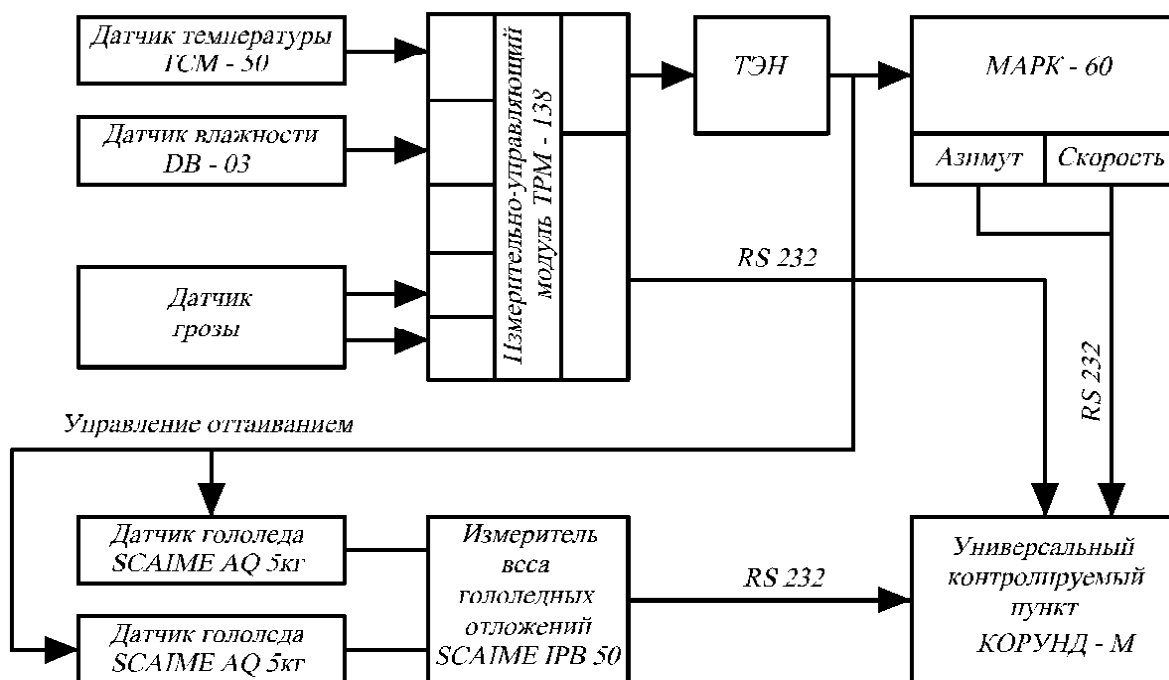 Датчик температуры
ТСМ - 50
Датчик влажности
DB - 03
Датчик
грозы
Измерительно-управляющий
модуль ТРМ - 138
ТЭН
МАРК - 60
Азимут
Скорость
RS 232
RS 232
Управление оттаиванием
Датчик гололеда
SCAIME AQ 5кг
Датчик гололеда
SCAIME AQ 5кг
Измеритель
веса
гололедных
отложений
SCAIME IPB 50
RS 232
Универсальный
контролируемый
пункт
КОРУНД - М